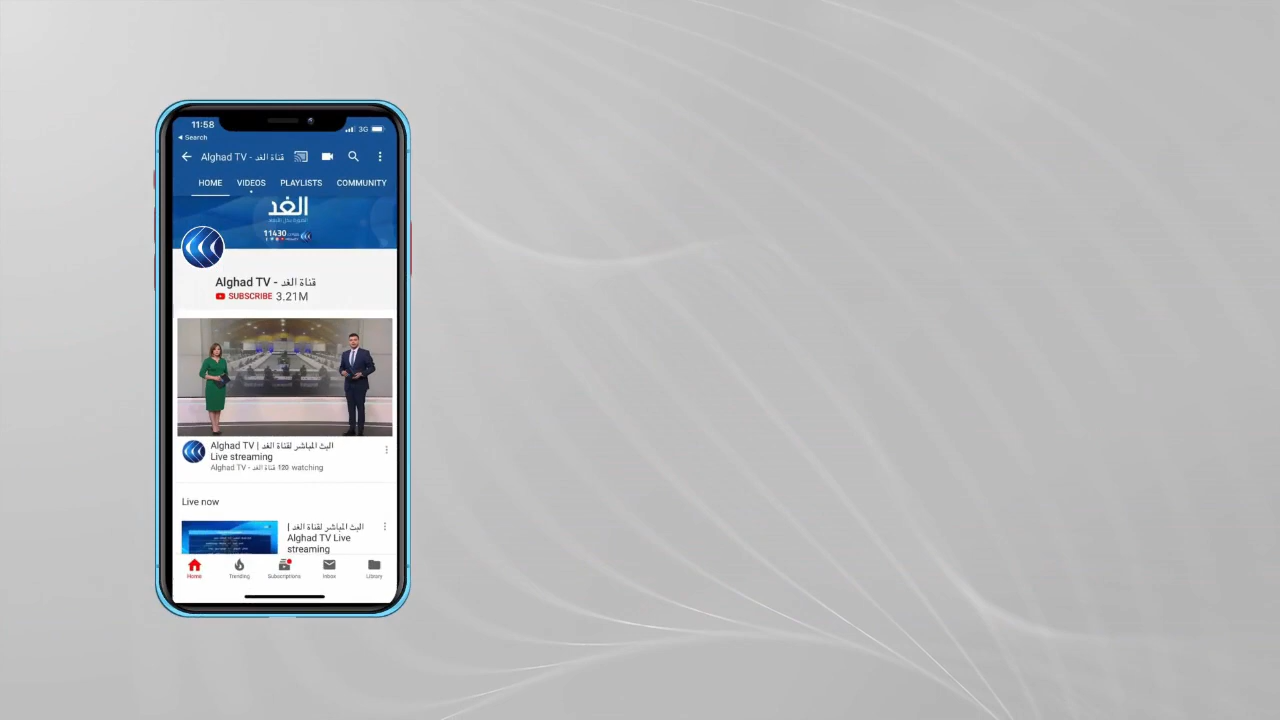 11:58
3G
Search
Alghad TV - قناة الغد
HOME VIDEOS PLAYLISTS COMMUNITY
الغد
11430
Alghad TV - قناة الغد
SUBSCRIBE 3.21M
Alghad TV | البث المباشر لقناة الغد
Live streaming
Alghad TV - قناة الغد 120 watching
Live now
البث المباشر لقناة الغد |
Alghad TV Live
streaming
Home Trending Subscriptions Inbox Library